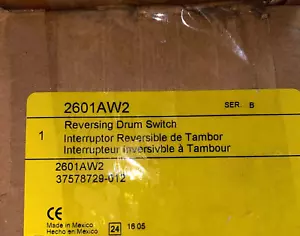 2601AW2 SER. B
1 Reversing Drum Switch
Interruptor Reversible de Tambor
Interrupteur Inversivble à Tambour
2601AW2
37578729-012
CE
Made in Mexico
Hecho en Mexico
24 16 05